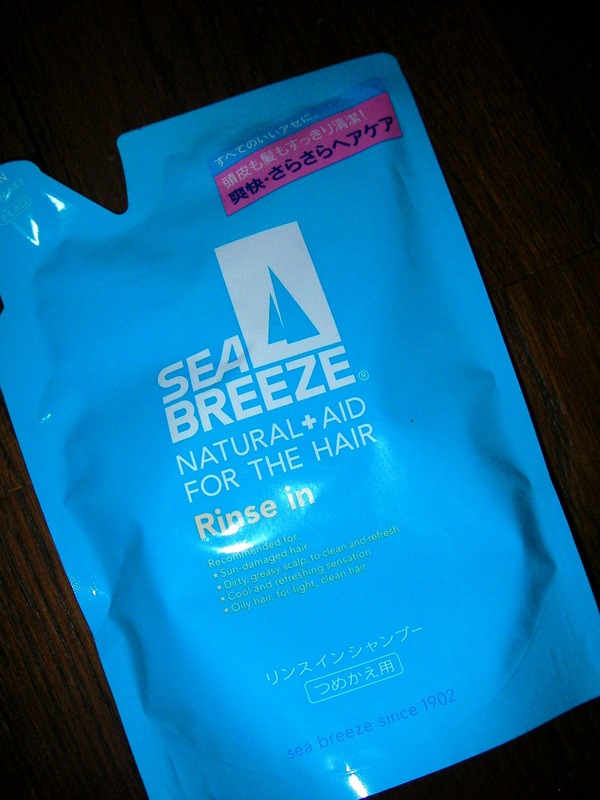 すべてのいいアセに。
頭皮も髪もすっきり清潔!
爽快・さらさらヘアケア
SEA
BREEZE®
NATURAL+AID
FOR THE HAIR
Rinse in
Recommended for:
★Sun-damaged hair
★Dirty, greasy scalp, to clean and refresh
★Cool and refreshing sensation
★Oily hair, for light, clean hair
リンスインシャンプー
つめかえ用
sea breeze since 1902